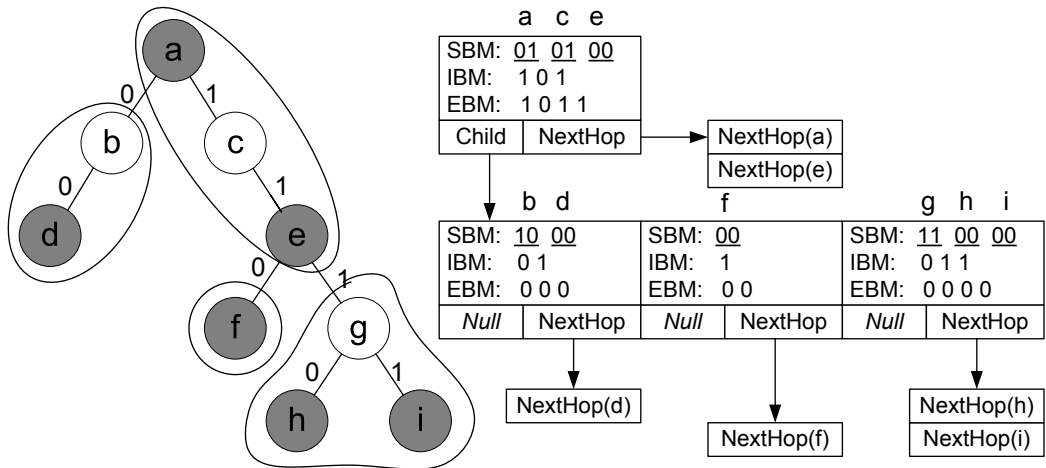 a
0 1
b c
0 1
d e
0 1
f g
0 1
h i
a c e
SBM: 01 01 00
IBM: 1 0 1
EBM: 1 0 1 1
Child NextHop
NextHop(a)
NextHop(e)
b d f g h i
SBM: 10 00 SBM: 00 SBM: 11 00 00
IBM: 0 1 IBM: 1 IBM: 0 1 1
EBM: 0 0 0 EBM: 0 0 EBM: 0 0 0 0
Null NextHop Null NextHop Null NextHop
NextHop(d)
NextHop(f)
NextHop(h)
NextHop(i)